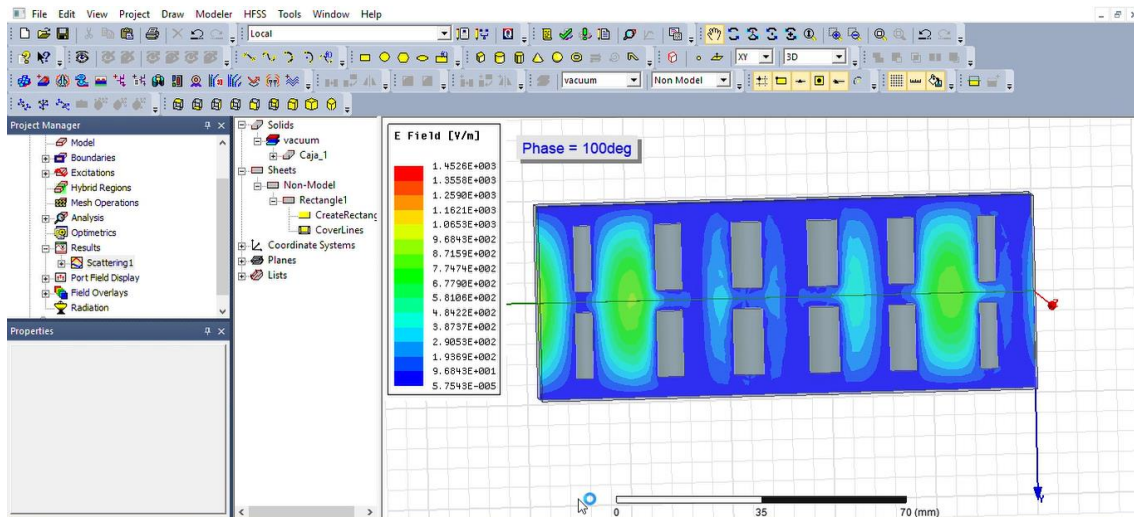 File Edit View Project Draw Modeler HFSS Tools Window Help
Local
XY 3D
vacuum Non Model
Project Manager
Model
Boundaries
Excitations
Hybrid Regions
Mesh Operations
Analysis
Optimetrics
Results
Scattering1
Port Field Display
Field Overlays
Radiation
Properties
Solids
vacuum
Caja_1
Sheets
Non-Model
Rectangle1
CreateRectang
CoverLines
Coordinate Systems
Planes
Lists
E Field [V/m]
1.4526E+003
1.3558E+003
1.2590E+003
1.1621E+003
1.0653E+003
9.6843E+002
8.7159E+002
7.7474E+002
6.7790E+002
5.8106E+002
4.8422E+002
3.8737E+002
2.9053E+002
1.9369E+002
9.6843E+001
5.7543E-005
Phase = 100deg
Y
0 35 70 (mm)